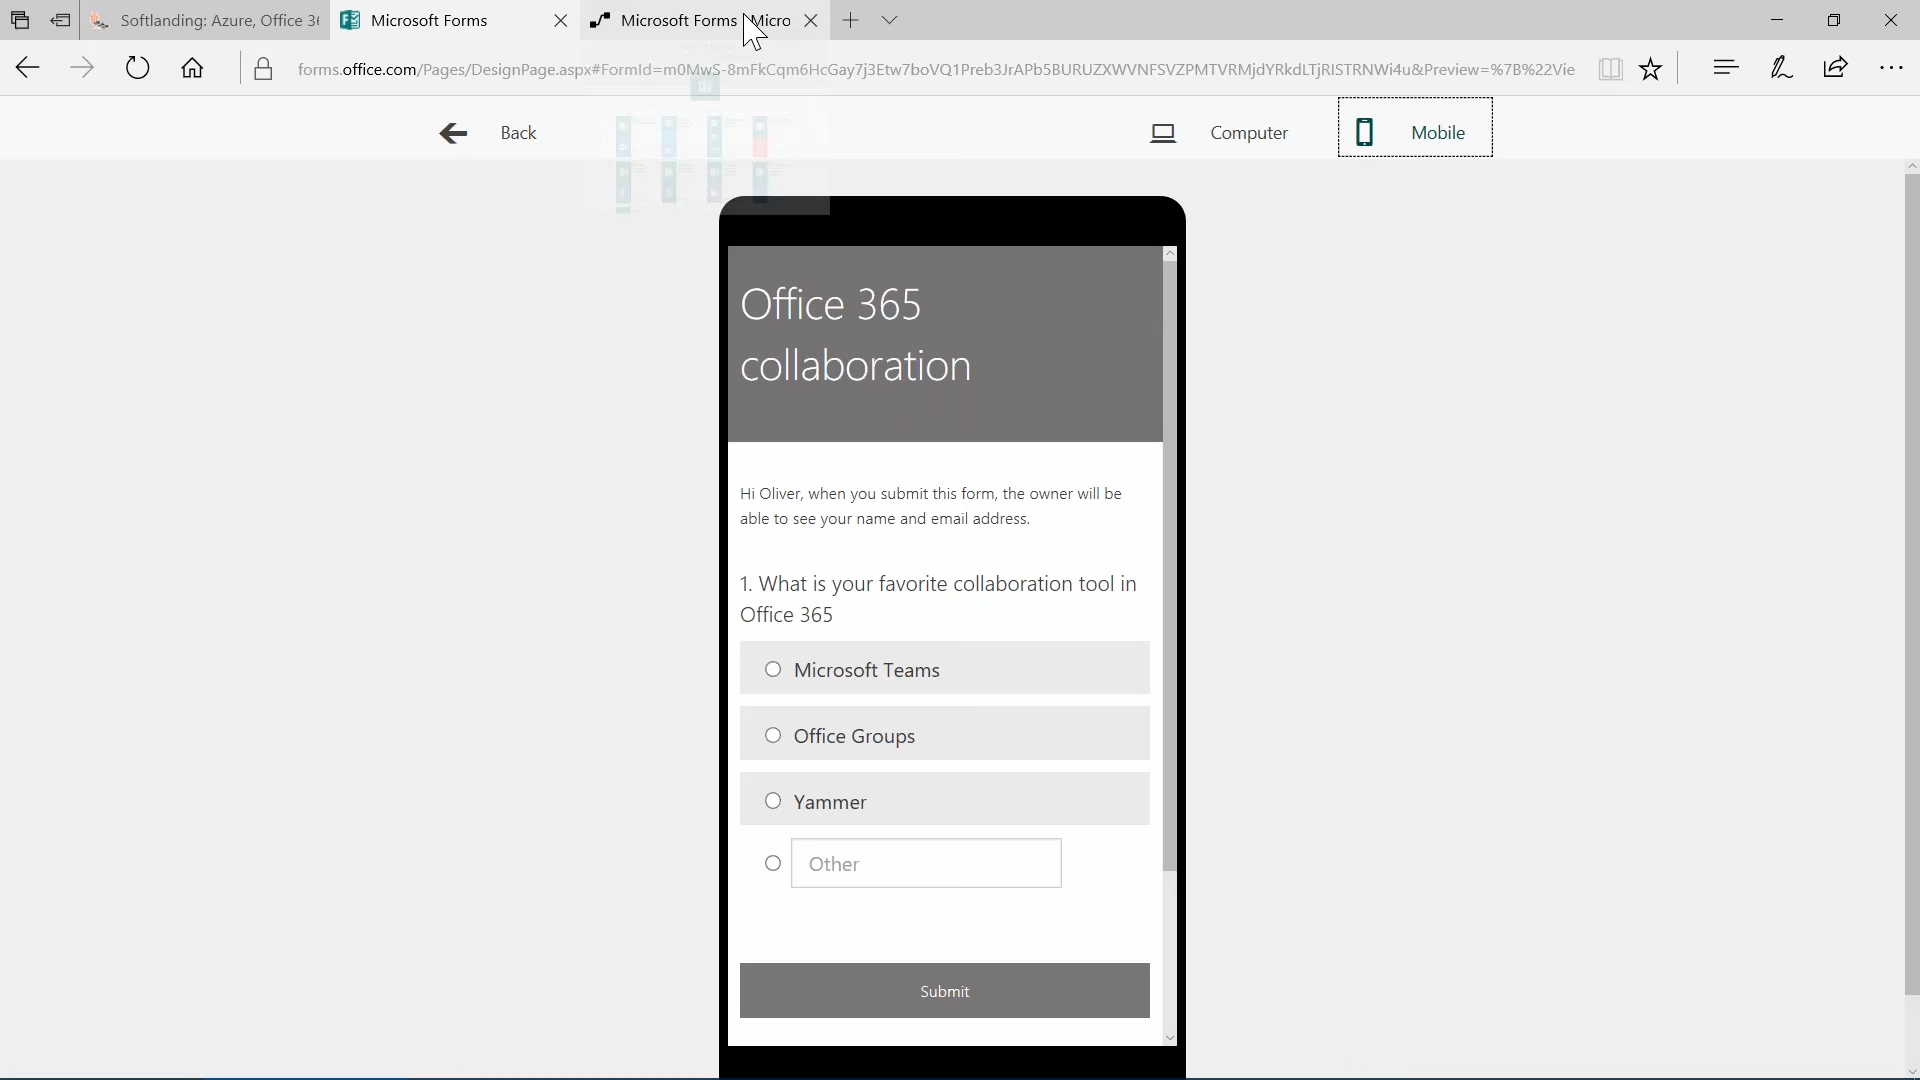 Softlanding: Azure, Office 36
Microsoft Forms
Microsoft Forms Micro
forms.office.com/Pages/DesignPage.aspx#FormId=m0MwS-8mFkCqm6HcGay7j3Etw7boVQ1Preb3JrAPb5BURUZXWVNFSVZPMTVRMjdYRkdLTjRISTRNWi4u&Preview=%7B%22Vie
Back
Computer
Mobile
Office 365
collaboration
Hi Oliver, when you submit this form, the owner will be
able to see your name and email address.
1. What is your favorite collaboration tool in
Office 365
Microsoft Teams
Office Groups
Yammer
Other
Submit